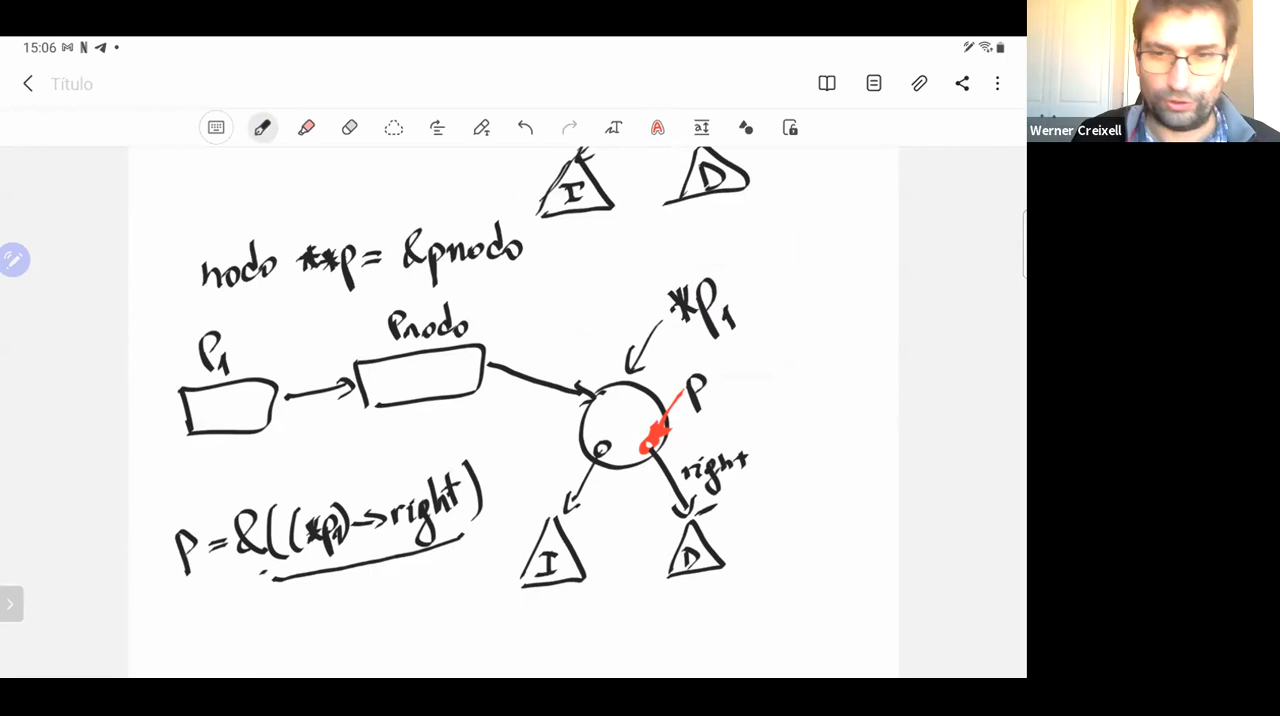 15:06
Título
Werner Creixell
I D
nodo **p = &pnodo
*P1
Pnodo
P1
P
right
p = &((*p1)->right)
I D